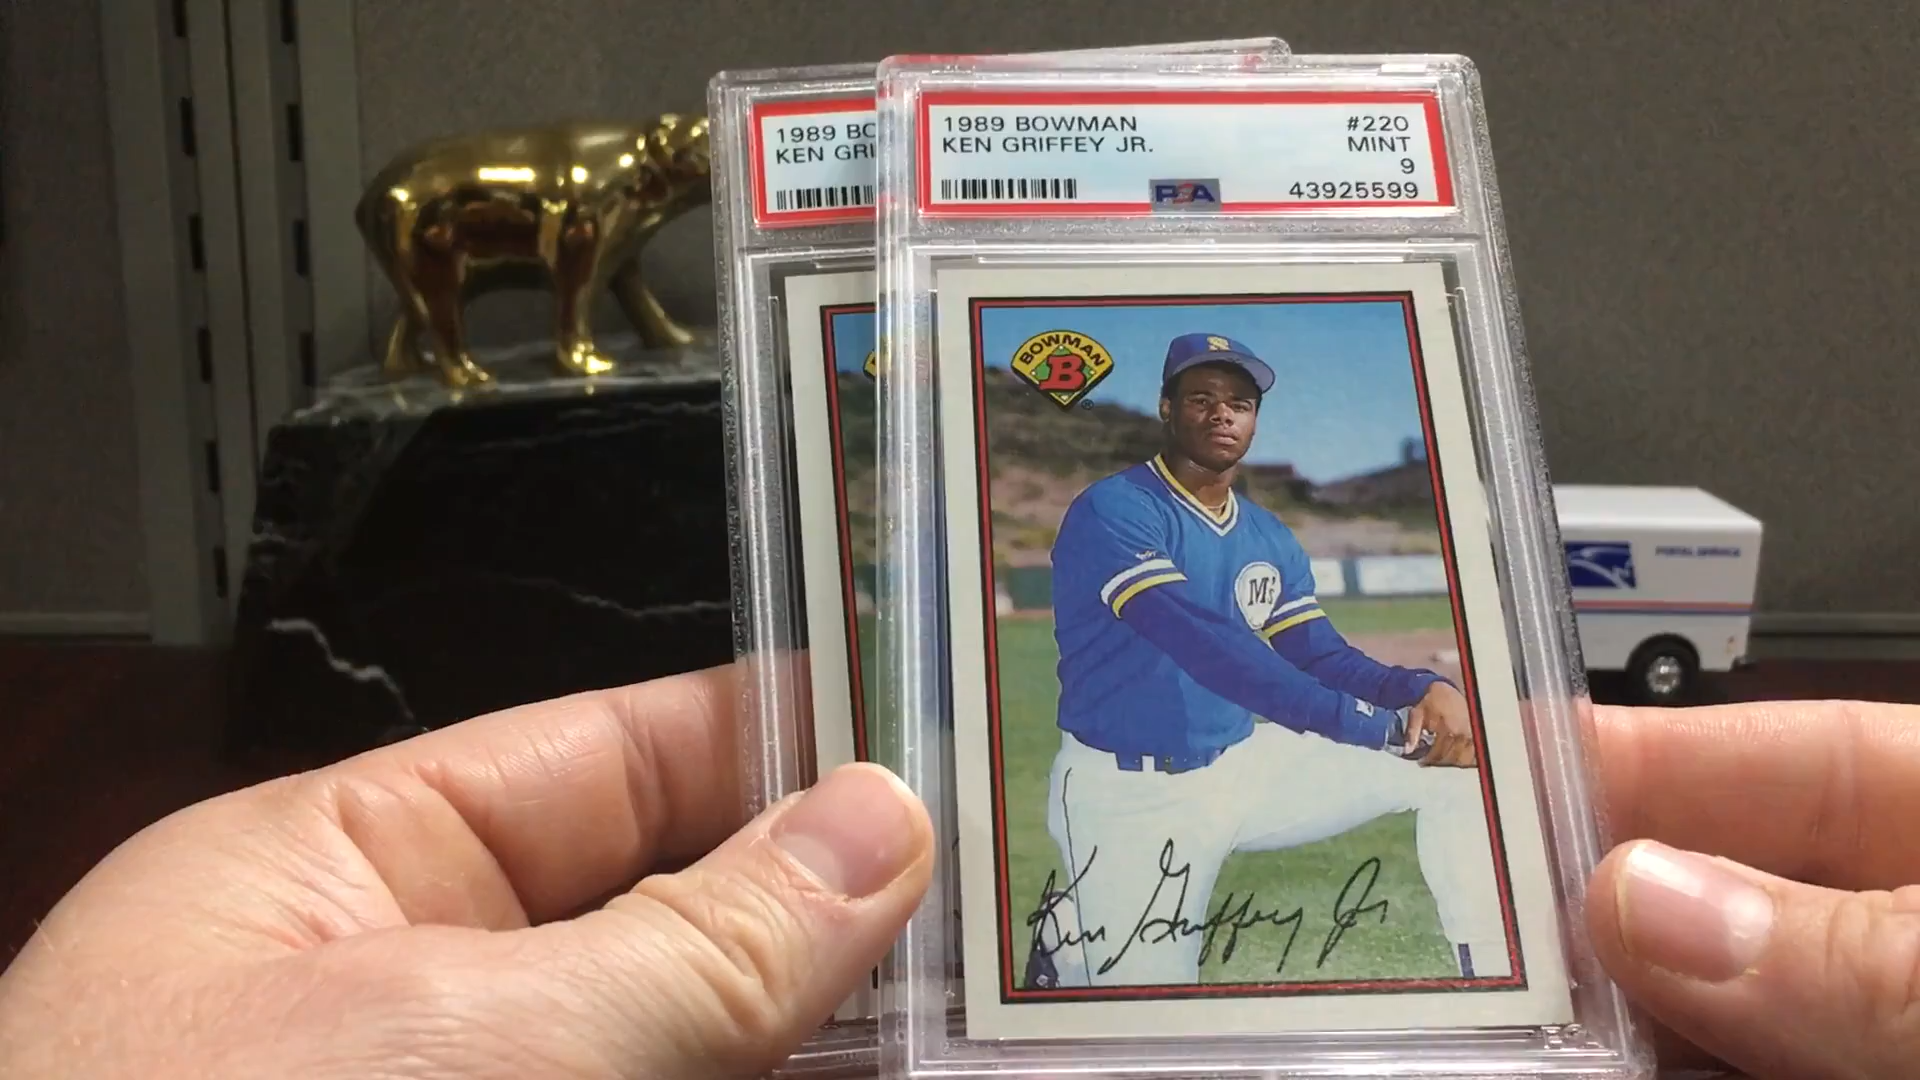 1989 BO
KEN GRI
1989 BOWMAN
KEN GRIFFEY JR.
#220
MINT
9
43925599
PSA
BOWMAN
B
®
S
M's
Ken Griffey Jr
POSTAL SERVICE